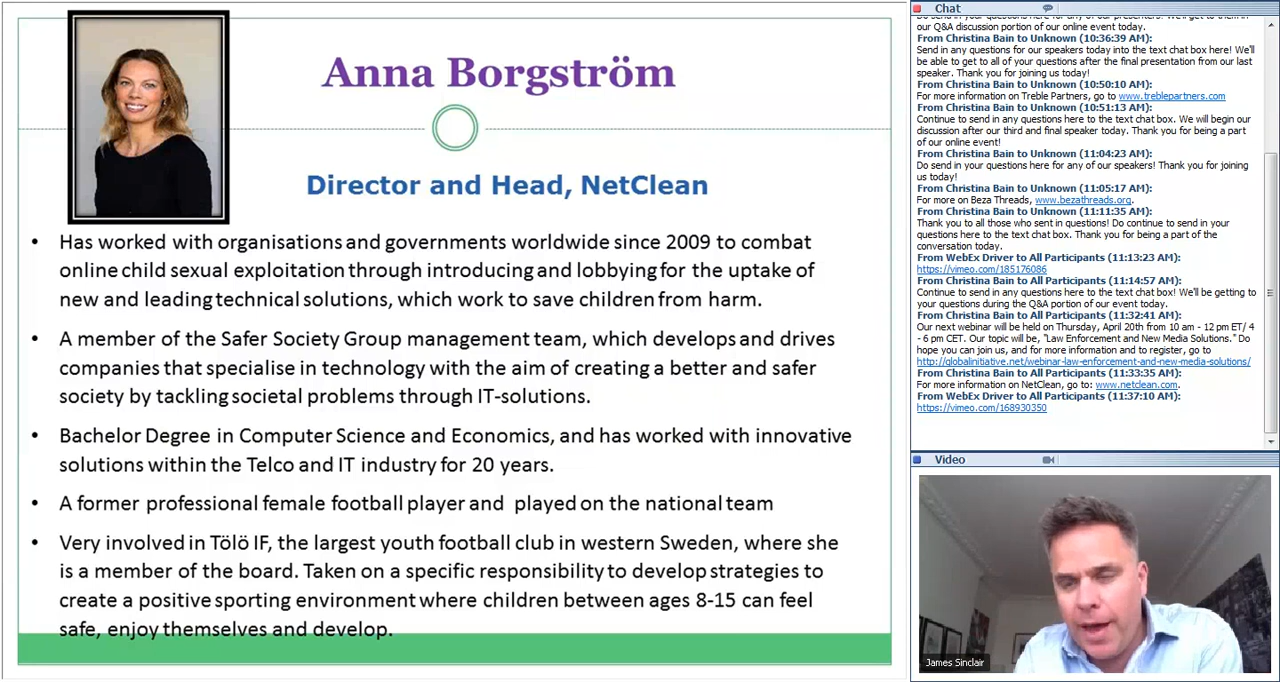 Anna Borgström
Director and Head, NetClean
• Has worked with organisations and governments worldwide since 2009 to combat
online child sexual exploitation through introducing and lobbying for the uptake of
new and leading technical solutions, which work to save children from harm.
• A member of the Safer Society Group management team, which develops and drives
companies that specialise in technology with the aim of creating a better and safer
society by tackling societal problems through IT-solutions.
• Bachelor Degree in Computer Science and Economics, and has worked with innovative
solutions within the Telco and IT industry for 20 years.
• A former professional female football player and played on the national team
• Very involved in Tölö IF, the largest youth football club in western Sweden, where she
is a member of the board. Taken on a specific responsibility to develop strategies to
create a positive sporting environment where children between ages 8-15 can feel
safe, enjoy themselves and develop.
Chat
our Q&A discussion portion of our online event today.
From Christina Bain to Unknown (10:36:39 AM):
Send in any questions for our speakers today into the text chat box here! We'll
be able to get to all of your questions after the final presentation from our last
speaker. Thank you for joining us today!
From Christina Bain to Unknown (10:50:10 AM):
For more information on Treble Partners, go to www.treblepartners.com
From Christina Bain to Unknown (10:51:13 AM):
Continue to send in any questions to the text chat box. We will begin our
discussion after our third and final speaker today. Thank you for being a part
of our online event!
From Christina Bain to Unknown (11:04:23 AM):
Do send in your questions here for any of our speakers! Thank you for joining
us today!
From Christina Bain to Unknown (11:05:17 AM):
For more on Beza Threads, www.bezathreads.org.
From Christina Bain to Unknown (11:11:35 AM):
Thank you to all those who sent in questions! Do continue to send in your
questions here to the text chat box. Thank you for being a part of the
conversation today.
From WebEx Driver to All Participants (11:13:23 AM):
https://vimeo.com/185176086
From Christina Bain to All Participants (11:14:57 AM):
Continue to send in any questions here to the text chat box! We'll be getting to
your questions during the Q&A portion of our event today.
From Christina Bain to All Participants (11:32:41 AM):
Our next webinar will be held on Thursday, April 20th from 10 am - 12 pm ET/ 4
- 6 pm CET. Our topic will be, "Law Enforcement and New Media Solutions." Do
hope you can join us, and for more information and to register, go to
http://globalinitiative.net/webinar-law-enforcement-and-new-media-solutions/
From Christina Bain to All Participants (11:33:35 AM):
For more information on NetClean, go to: www.netclean.com.
From WebEx Driver to All Participants (11:37:10 AM):
https://vimeo.com/168930350
Video
James Sinclair